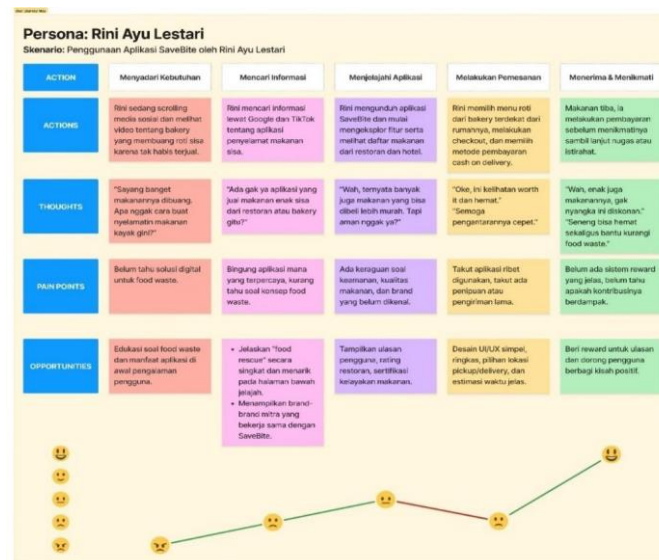 User Journey Map
Persona: Rini Ayu Lestari
Skenario: Penggunaan Aplikasi SaveBite oleh Rini Ayu Lestari
ACTION
Menyadari Kebutuhan
Mencari Informasi
Menjelajahi Aplikasi
Melakukan Pemesanan
Menerima & Menikmati
ACTIONS
Rini sedang scrolling
media sosial dan melihat
video tentang bakery
yang membuang roti sisa
karena tak habis terjual.
Rini mencari informasi
lewat Google dan TikTok
tentang aplikasi
penyelamat makanan
sisa.
Rini mengunduh aplikasi
SaveBite dan mulai
mengeksplor fitur serta
melihat daftar makanan
dari restoran dan hotel.
Rini memilih menu roti
dari bakery terdekat dari
rumahnya, melakukan
checkout, dan memilih
metode pembayaran
cash on delivery.
Makanan tiba, ia
melakukan pembayaran
sebelum menikmatinya
sambil lanjut nugas atau
istirahat.
THOUGHTS
"Sayang banget
makanannya dibuang.
Apa nggak cara buat
nyelamatin makanan
kayak gini?"
"Ada gak ya aplikasi yang
jual makanan enak sisa
dari restoran atau bakery
gitu?"
"Wah, ternyata banyak
juga makanan yang bisa
dibeli lebih murah. Tapi
aman nggak ya?"
"Oke, ini kelihatan worth
it dan hemat."
"Semoga
pengantarannya cepet."
"Wah, enak juga
makanannya, gak
nyangka ini diskonan."
"Seneng bisa hemat
sekaligus bantu kurangi
food waste."
PAIN POINTS
Belum tahu solusi digital
untuk food waste.
Bingung aplikasi mana
yang terpercaya, kurang
tahu soal konsep food
waste.
Ada keraguan soal
keamanan, kualitas
makanan, dan brand
yang belum dikenal.
Takut aplikasi ribet
digunakan, takut ada
penipuan atau
pengiriman lama.
Belum ada sistem reward
yang jelas, belum tahu
apakah kontribusinya
berdampak.
OPPORTUNITIES
Edukasi soal food waste
dan manfaat aplikasi di
awal pengalaman
pengguna.
• Jelaskan "food
rescue" secara
singkat dan menarik
pada halaman bawah
jelajah.
• Menampilkan brand-
brand mitra yang
bekerja sama dengan
SaveBite.
Tampilkan ulasan
pengguna, rating
restoran, sertifikasi
kelayakan makanan.
Desain UI/UX simpel,
ringkas, pilihan lokasi
pickup/delivery, dan
estimasi waktu jelas.
Beri reward untuk ulasan
dan dorong pengguna
berbagi kisah positif.